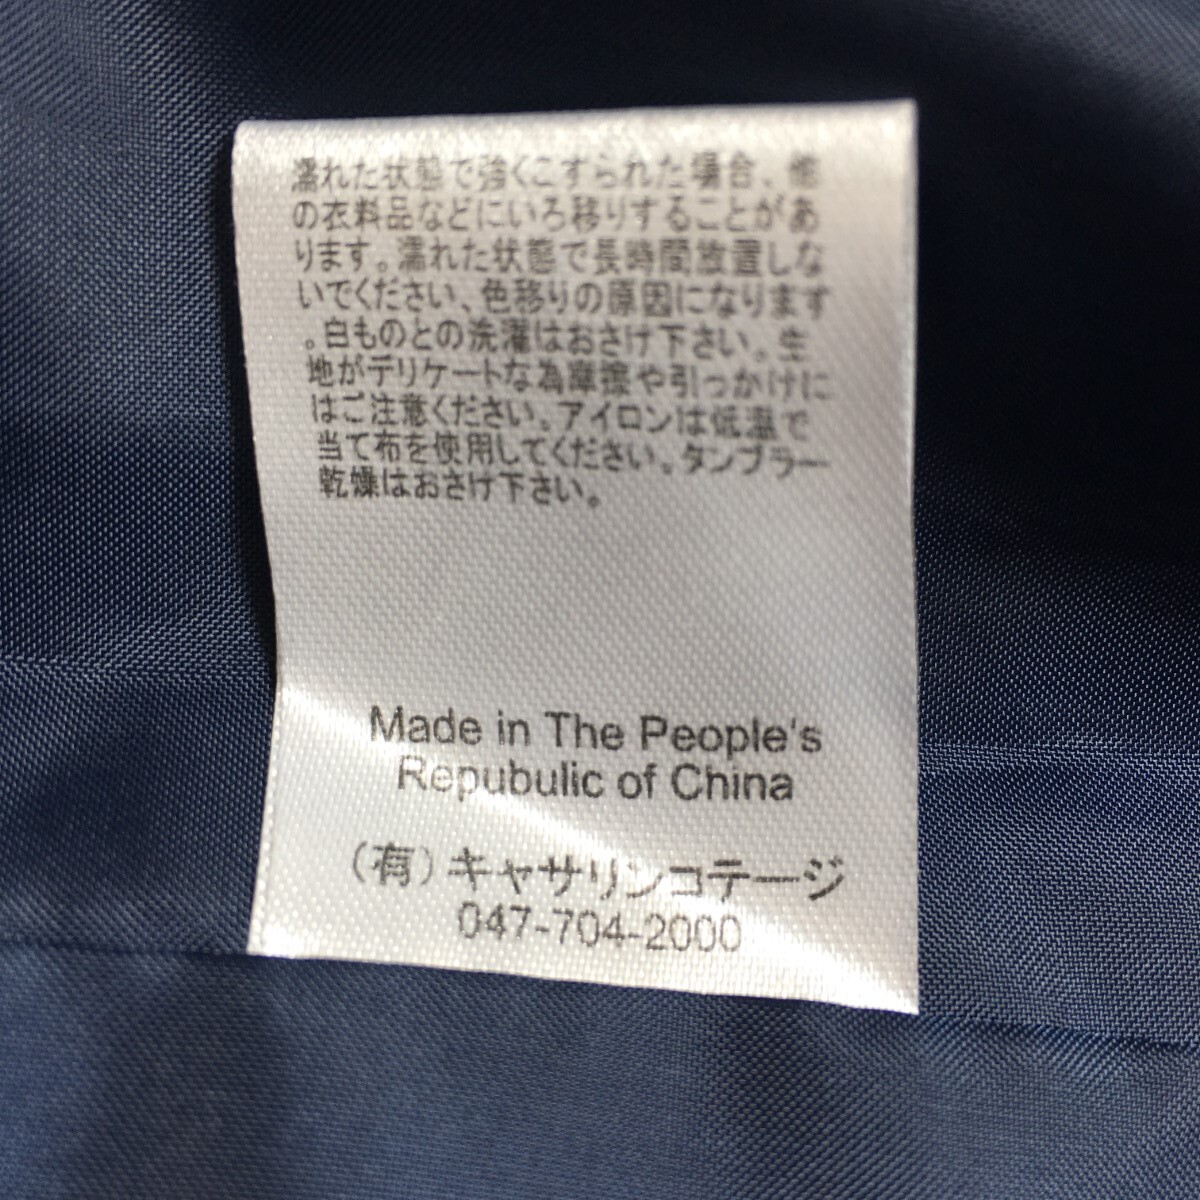 濡れた状態で強くこすられた場合、他
の衣料品などにいろ移りすることがあ
ります。濡れた状態で長時間放置しな
いでください、色移りの原因になります
。白ものとの洗濯はおさけ下さい。生
地がデリケートな為摩擦や引っかけに
はご注意ください。アイロンは低温で
当て布を使用してください。タンブラー
乾燥はおさけ下さい。
Made in The People's
Repubulic of China
(有)キャサリンコテージ
047-704-2000